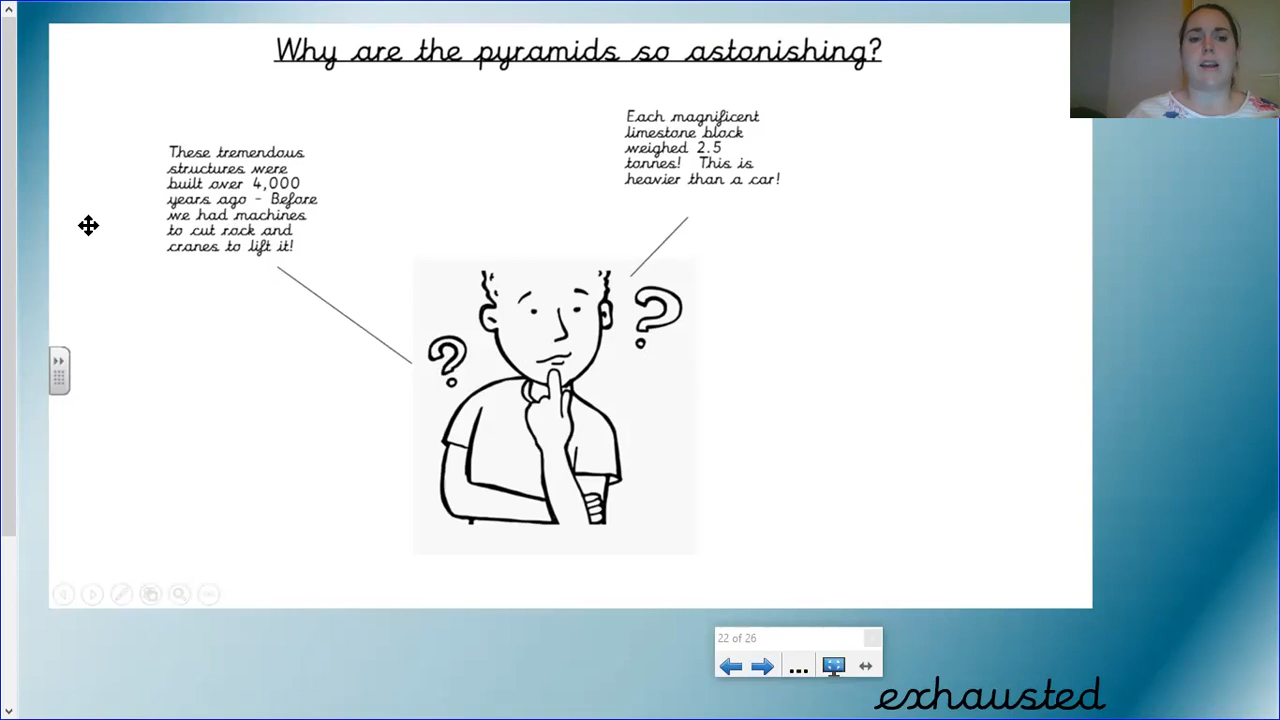 Why are the pyramids so astonishing?
These tremendous
structures were
built over 4,000
years ago - Before
we had machines
to cut rock and
cranes to lift it!
Each magnificent
limestone block
weighed 2.5
tonnes! This is
heavier than a car!
?
?
22 of 26
...
exhausted